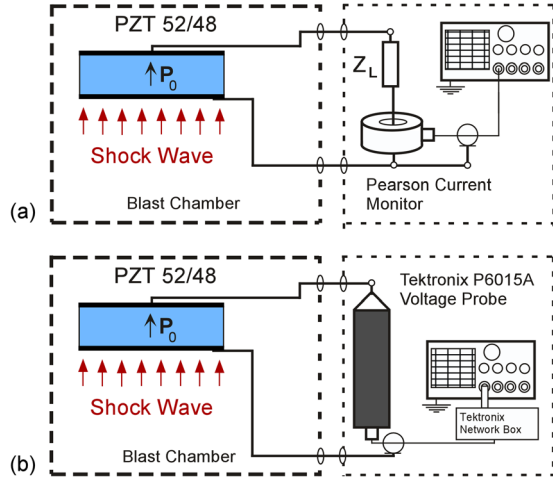 PZT 52/48
P0
Z L
Shock Wave
Blast Chamber
Pearson Current
Monitor
(a)
PZT 52/48
Tektronix P6015A
Voltage Probe
P0
Shock Wave
Tektronix
Network Box
Blast Chamber
(b)